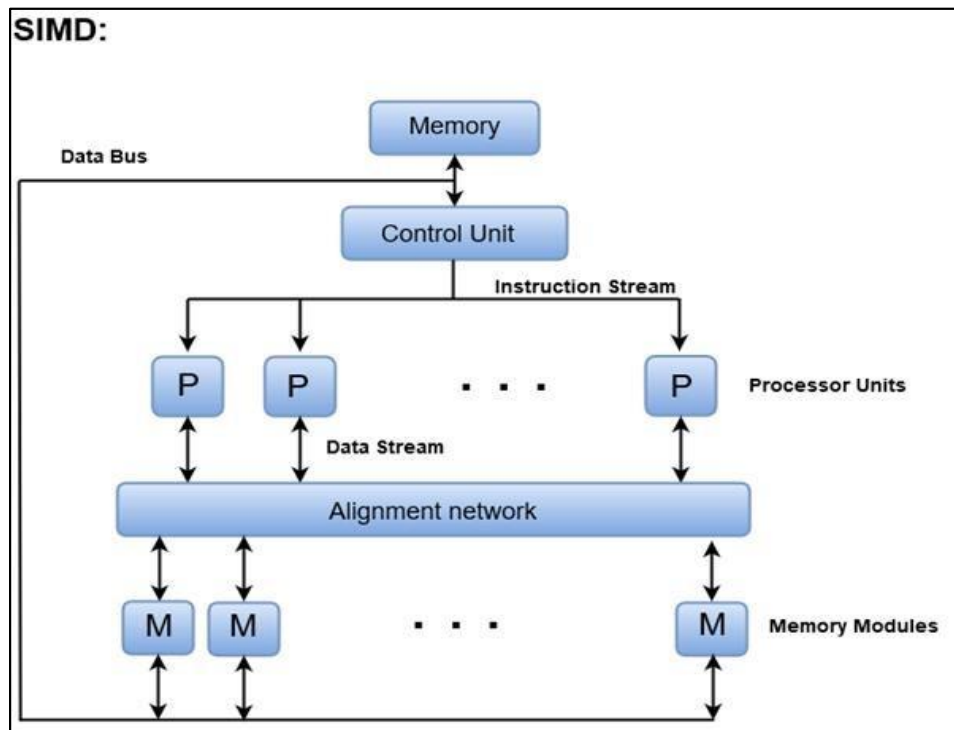 SIMD:
Memory
Data Bus
Control Unit
Instruction Stream
P P . . . P Processor Units
Data Stream
Alignment network
M M . . . M Memory Modules